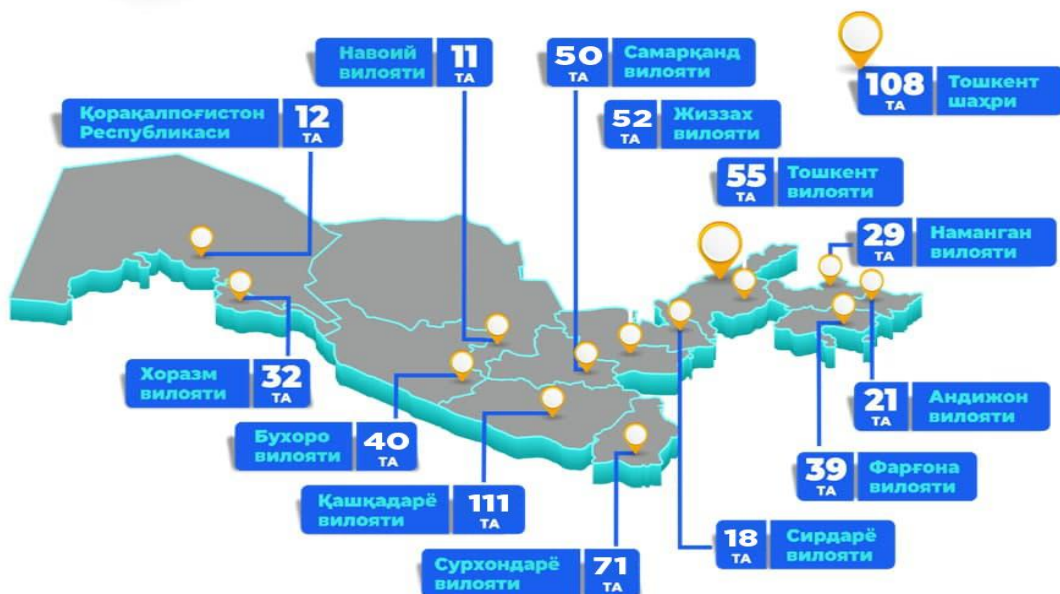 Навоий
вилояти
11
ТА
50
ТА
Самарқанд
вилояти
108
ТА
Тошкент
шаҳри
Қорақалпоғистон
Республикаси
12
ТА
52
ТА
Жиззах
вилояти
55
ТА
Тошкент
вилояти
29
ТА
Наманган
вилояти
Хоразм
вилояти
32
ТА
21
ТА
Андижон
вилояти
Бухоро
вилояти
40
ТА
39
ТА
Фарғона
вилояти
Қашқадарё
вилояти
111
ТА
18
ТА
Сирдарё
вилояти
Сурхондарё
вилояти
71
ТА